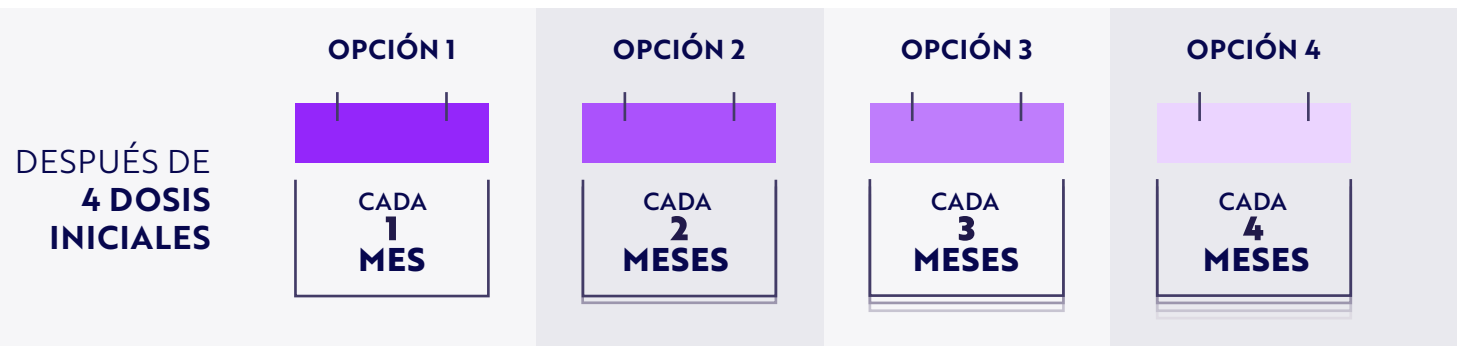 DESPUÉS DE
4 DOSIS
INICIALES
OPCIÓN 1
CADA
1
MES
OPCIÓN 2
CADA
2
MESES
OPCIÓN 3
CADA
3
MESES
OPCIÓN 4
CADA
4
MESES